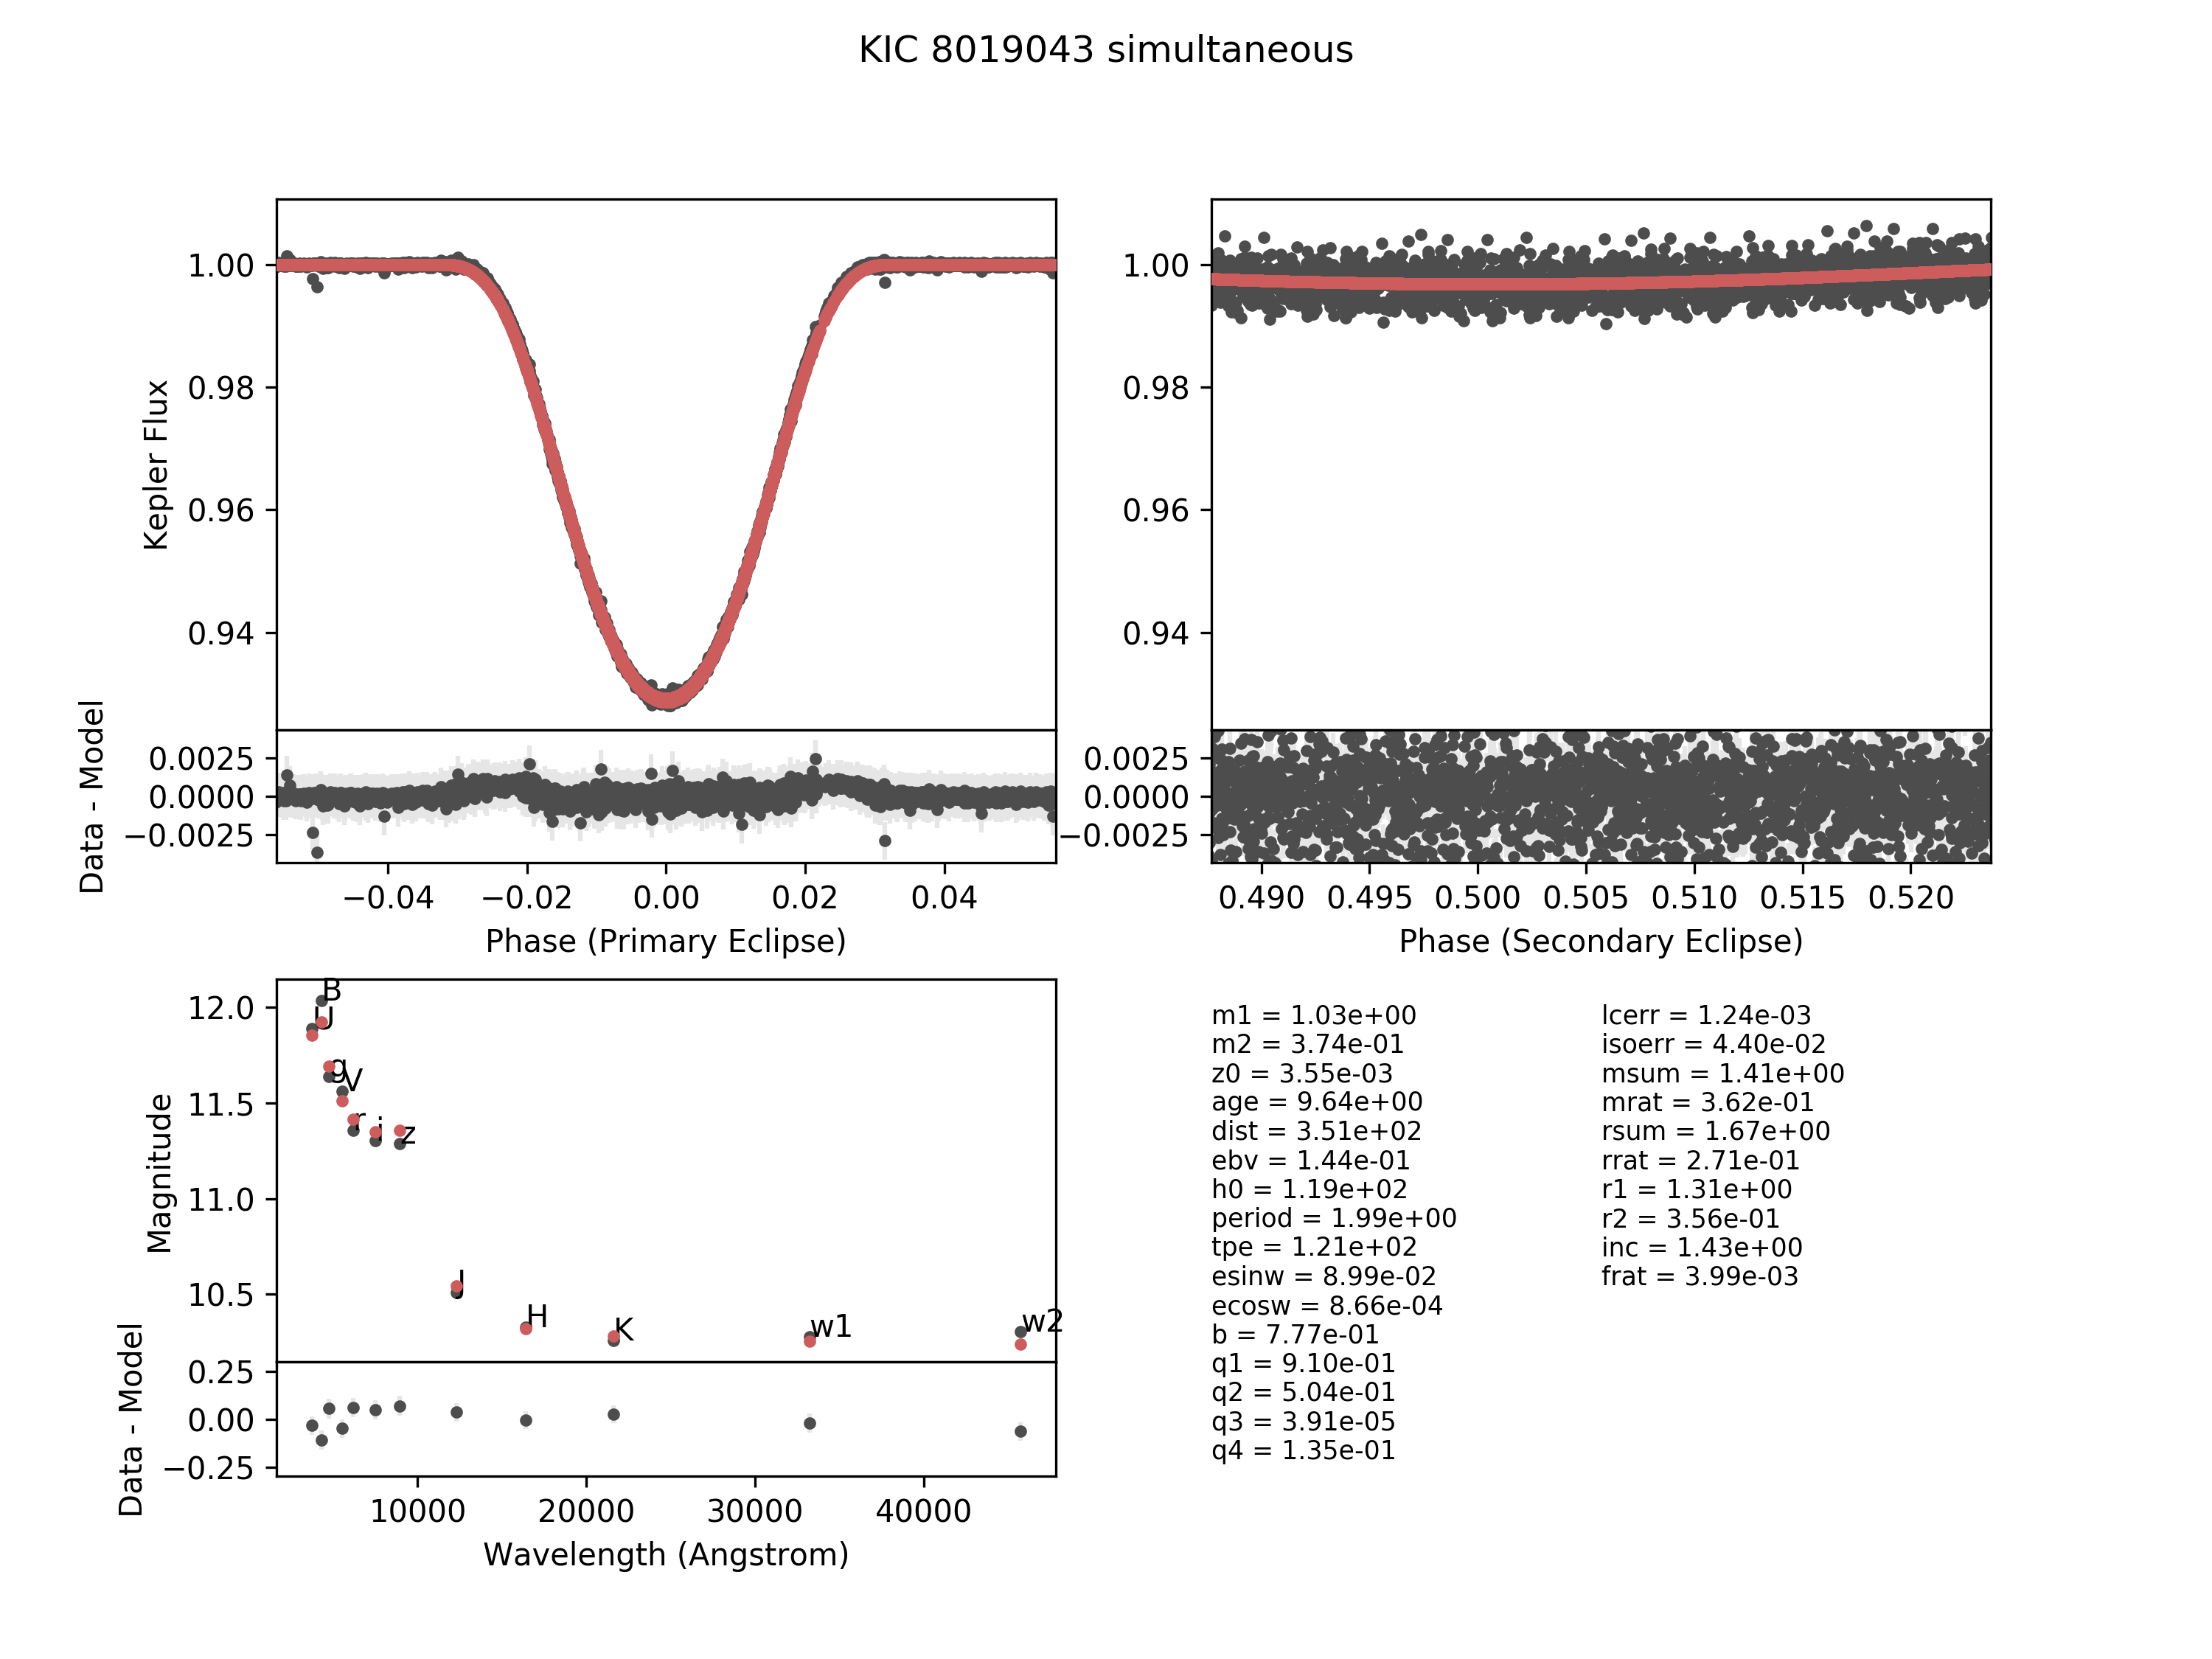 KIC 8019043 simultaneous
Kepler Flux
1.00
0.98
0.96
0.94
Data - Model
0.0025
0.0000
−0.0025
−0.04 −0.02 0.00 0.02 0.04
Phase (Primary Eclipse)
1.00
0.98
0.96
0.94
0.0025
0.0000
−0.0025
0.490 0.495 0.500 0.505 0.510 0.515 0.520
Phase (Secondary Eclipse)
Magnitude
12.0
11.5
11.0
10.5
B
U
g
V
r
i
z
J
H
K
w1
w2
Data - Model
0.25
0.00
−0.25
10000 20000 30000 40000
Wavelength (Angstrom)
m1 = 1.03e+00
m2 = 3.74e-01
z0 = 3.55e-03
age = 9.64e+00
dist = 3.51e+02
ebv = 1.44e-01
h0 = 1.19e+02
period = 1.99e+00
tpe = 1.21e+02
esinw = 8.99e-02
ecosw = 8.66e-04
b = 7.77e-01
q1 = 9.10e-01
q2 = 5.04e-01
q3 = 3.91e-05
q4 = 1.35e-01
lcerr = 1.24e-03
isoerr = 4.40e-02
msum = 1.41e+00
mrat = 3.62e-01
rsum = 1.67e+00
rrat = 2.71e-01
r1 = 1.31e+00
r2 = 3.56e-01
inc = 1.43e+00
frat = 3.99e-03